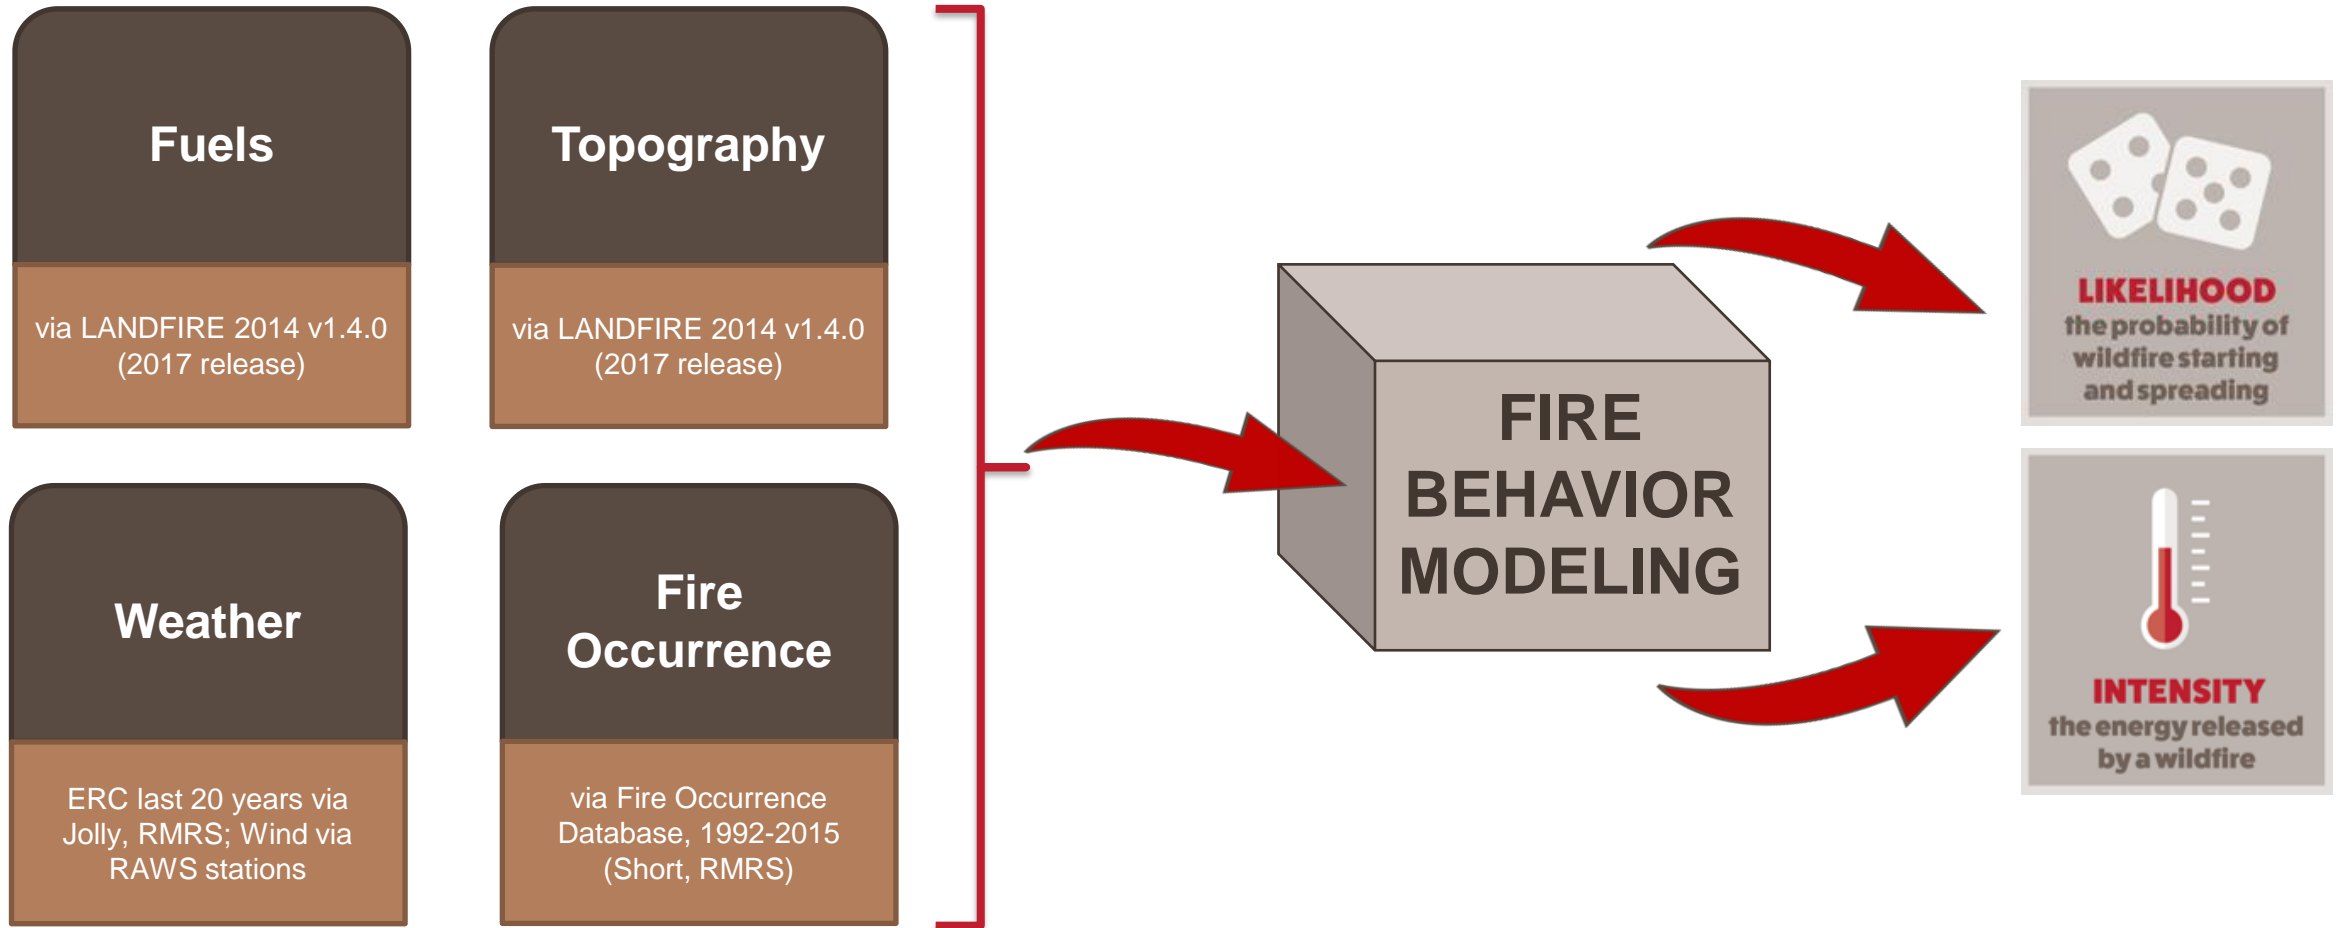 Fuels
via LANDFIRE 2014 v1.4.0
(2017 release)
Topography
via LANDFIRE 2014 v1.4.0
(2017 release)
Weather
ERC last 20 years via
Jolly, RMRS; Wind via
RAWS stations
Fire
Occurrence
via Fire Occurrence
Database, 1992-2015
(Short, RMRS)
FIRE
BEHAVIOR
MODELING
LIKELIHOOD
the probability of
wildfire starting
and spreading
INTENSITY
the energy released
by a wildfire